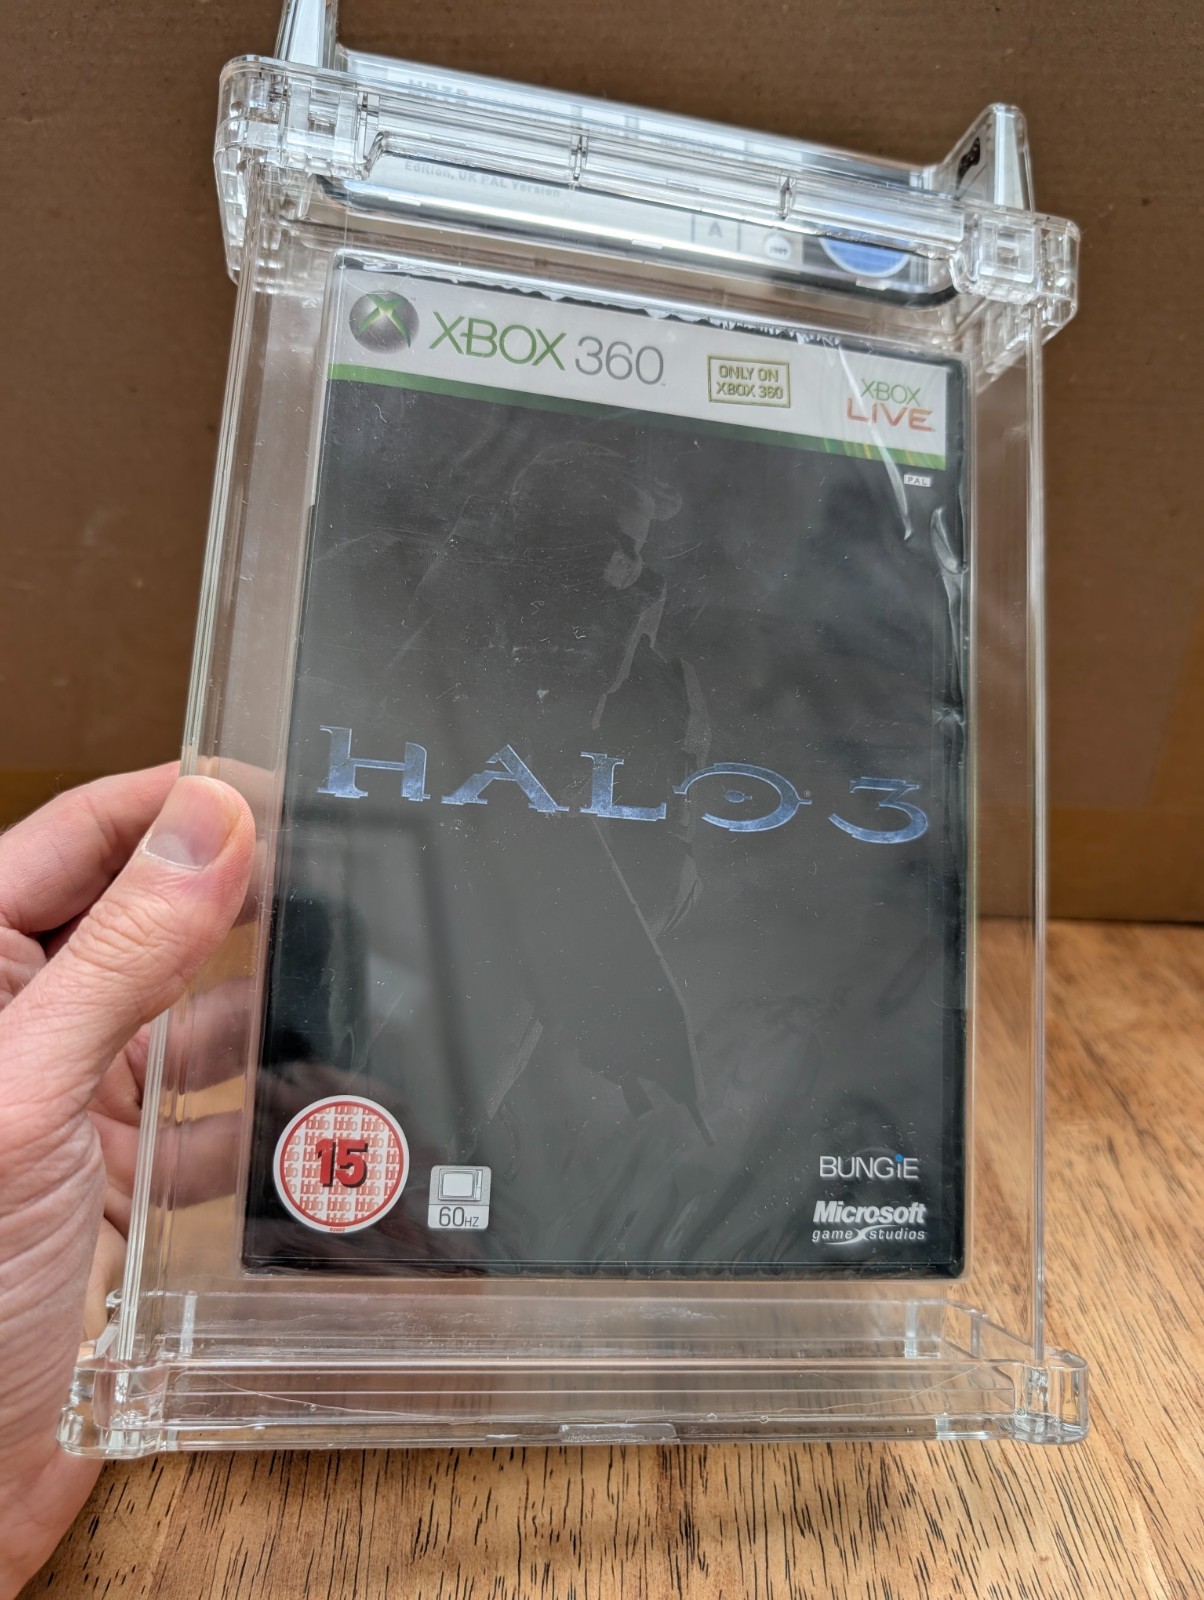 Edition, UK PAL Version
A
XBOX 360
ONLY ON
XBOX 360
XBOX
LIVE
PAL
HALO 3
15
60HZ
BUNGiE
Microsoft
game studios